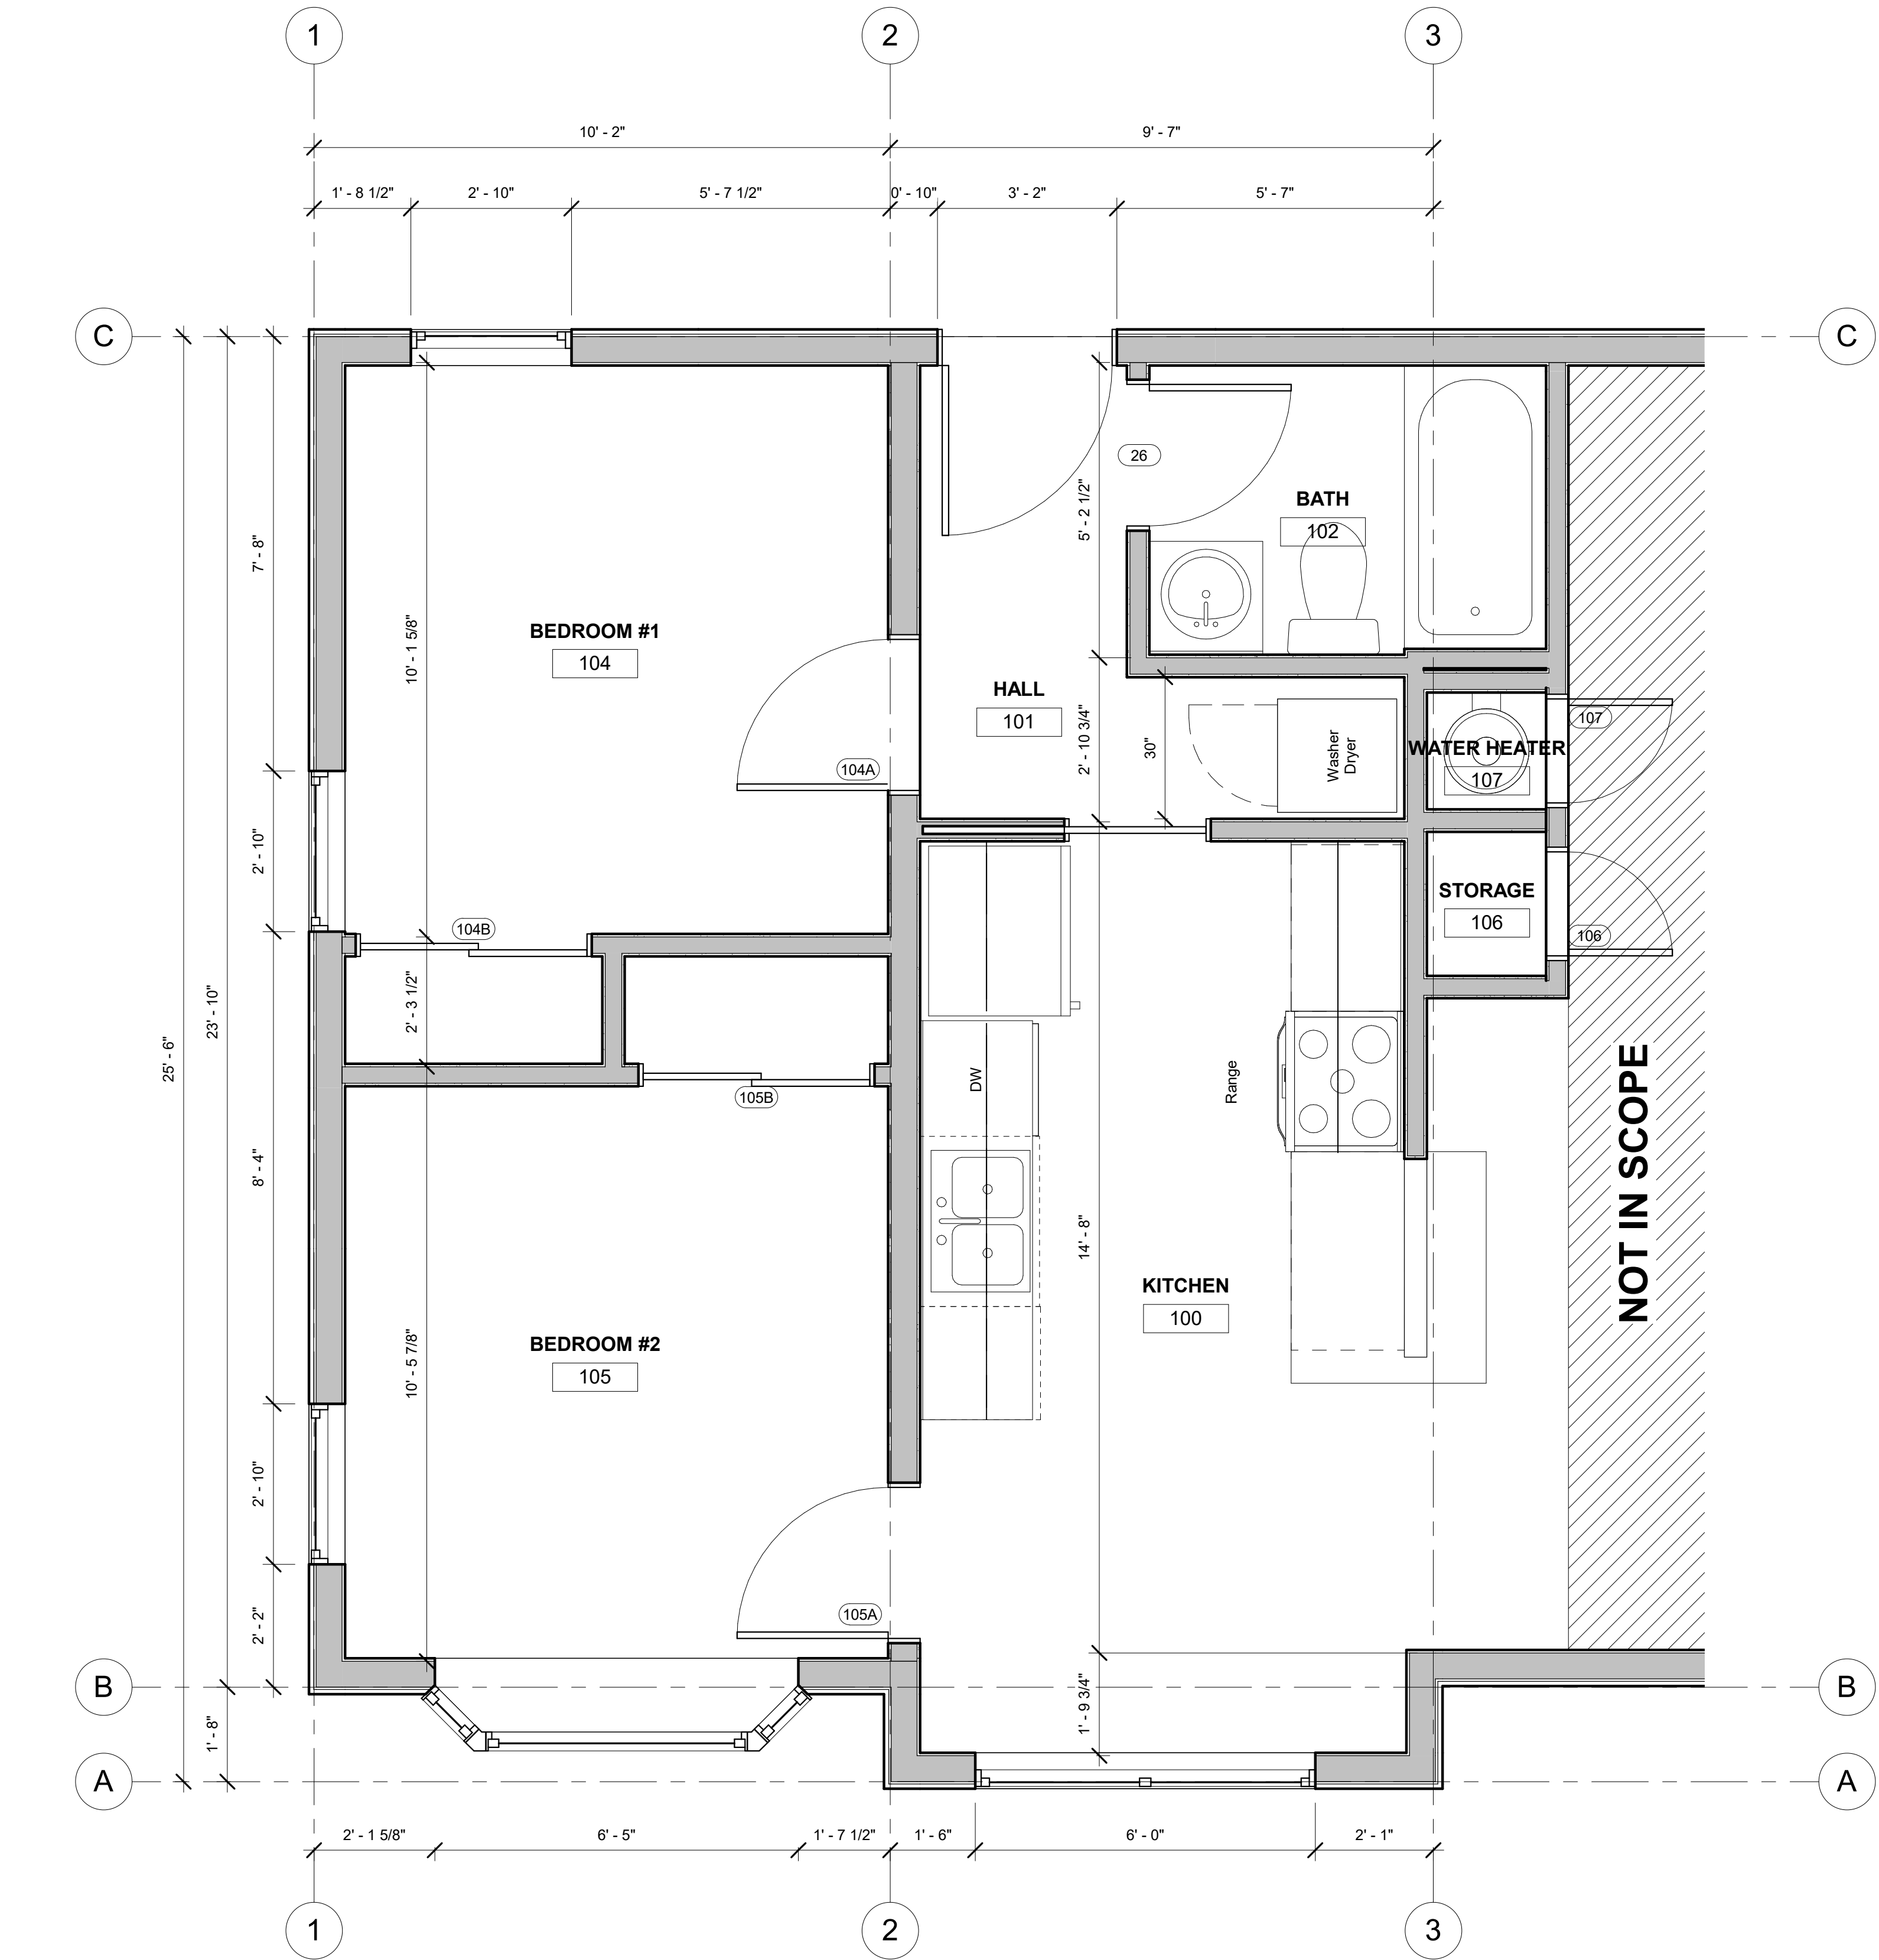 1
2
3
10' - 2"
9' - 7"
1' - 8 1/2"
2' - 10"
5' - 7 1/2"
0' - 10"
3' - 2"
5' - 7"
C
C
26
BATH
102
5' - 2 1/2"
7' - 8"
10' - 1 5/8"
BEDROOM #1
104
HALL
101
2' - 10 3/4"
30"
Washer
Dryer
107
WATER HEATER
107
104A
2' - 10"
104B
STORAGE
106
106
2' - 3 1/2"
23' - 10"
25' - 6"
DW
Range
105B
NOT IN SCOPE
8' - 4"
14' - 8"
KITCHEN
100
BEDROOM #2
105
10' - 5 7/8"
2' - 10"
105A
2' - 2"
B
B
1' - 8"
1' - 9 3/4"
A
A
2' - 1 5/8"
6' - 5"
1' - 7 1/2"
1' - 6"
6' - 0"
2' - 1"
1
2
3